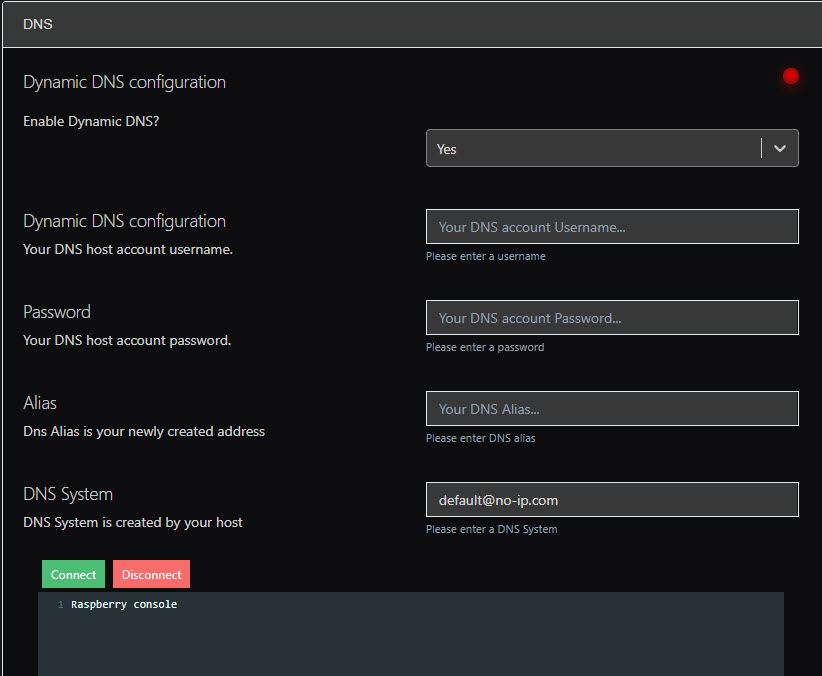 DNS
Dynamic DNS configuration
Enable Dynamic DNS?
Yes
Dynamic DNS configuration
Your DNS account Username...
Your DNS host account username.
Please enter a username
Password
Your DNS account Password...
Your DNS host account password.
Please enter a password
Alias
Your DNS Alias...
Dns Alias is your newly created address
Please enter DNS alias
DNS System
default@no-ip.com
DNS System is created by your host
Please enter a DNS System
Connect Disconnect
1 Raspberry console